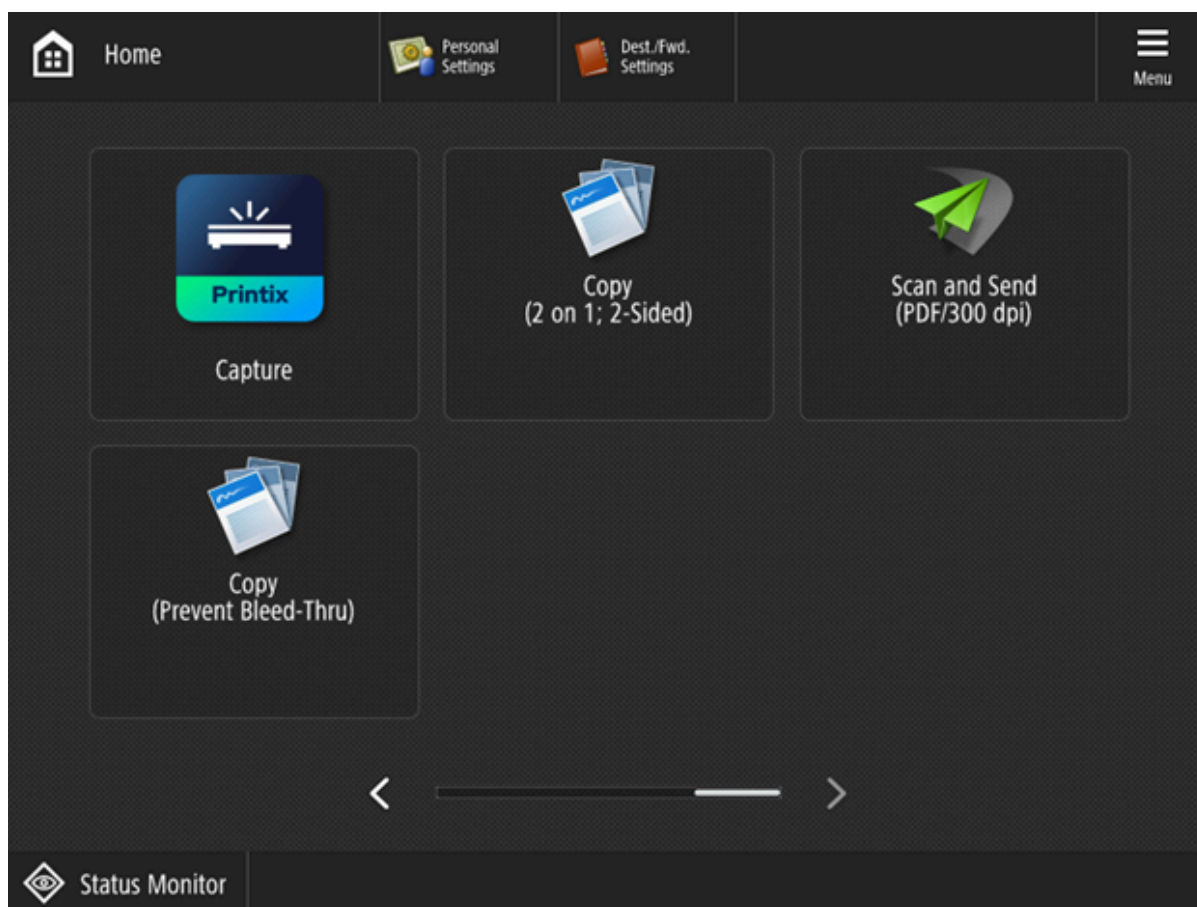 Home
Personal
Settings
Dest./Fwd.
Settings
Menu
Printix
Capture
Copy
(2 on 1; 2-Sided)
Scan and Send
(PDF/300 dpi)
Copy
(Prevent Bleed-Thru)
Status Monitor